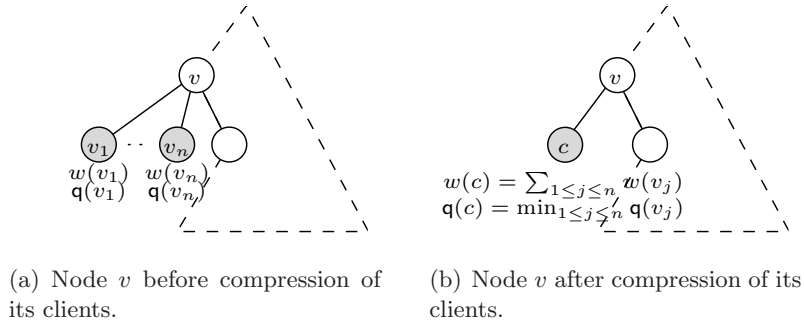 v
v₁ · · vₙ
w(v₁) w(vₙ)
q(v₁) q(vₙ)
(a) Node v before compression of
its clients.
v
c
w(c) = ∑₁≤ⱼ≤ₙ w(vⱼ)
q(c) = min₁≤ⱼ≤ₙ q(vⱼ)
(b) Node v after compression of its
clients.